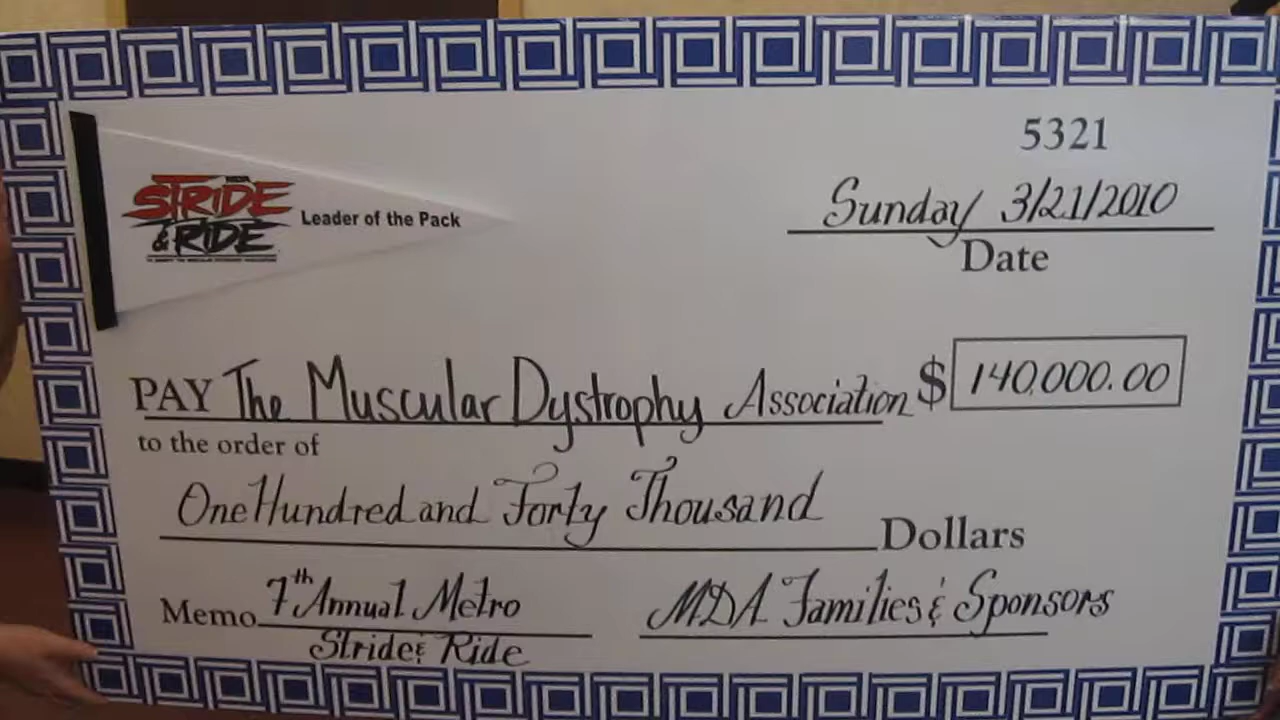 5321
Sunday 3/21/2010
Date
STRIDE
& RIDE
Leader of the Pack
PAY The Muscular Dystrophy Association $ 140,000.00
to the order of
One Hundred and Forty Thousand Dollars
Memo 7th Annual Metro
Stride & Ride
MDA Families & Sponsors